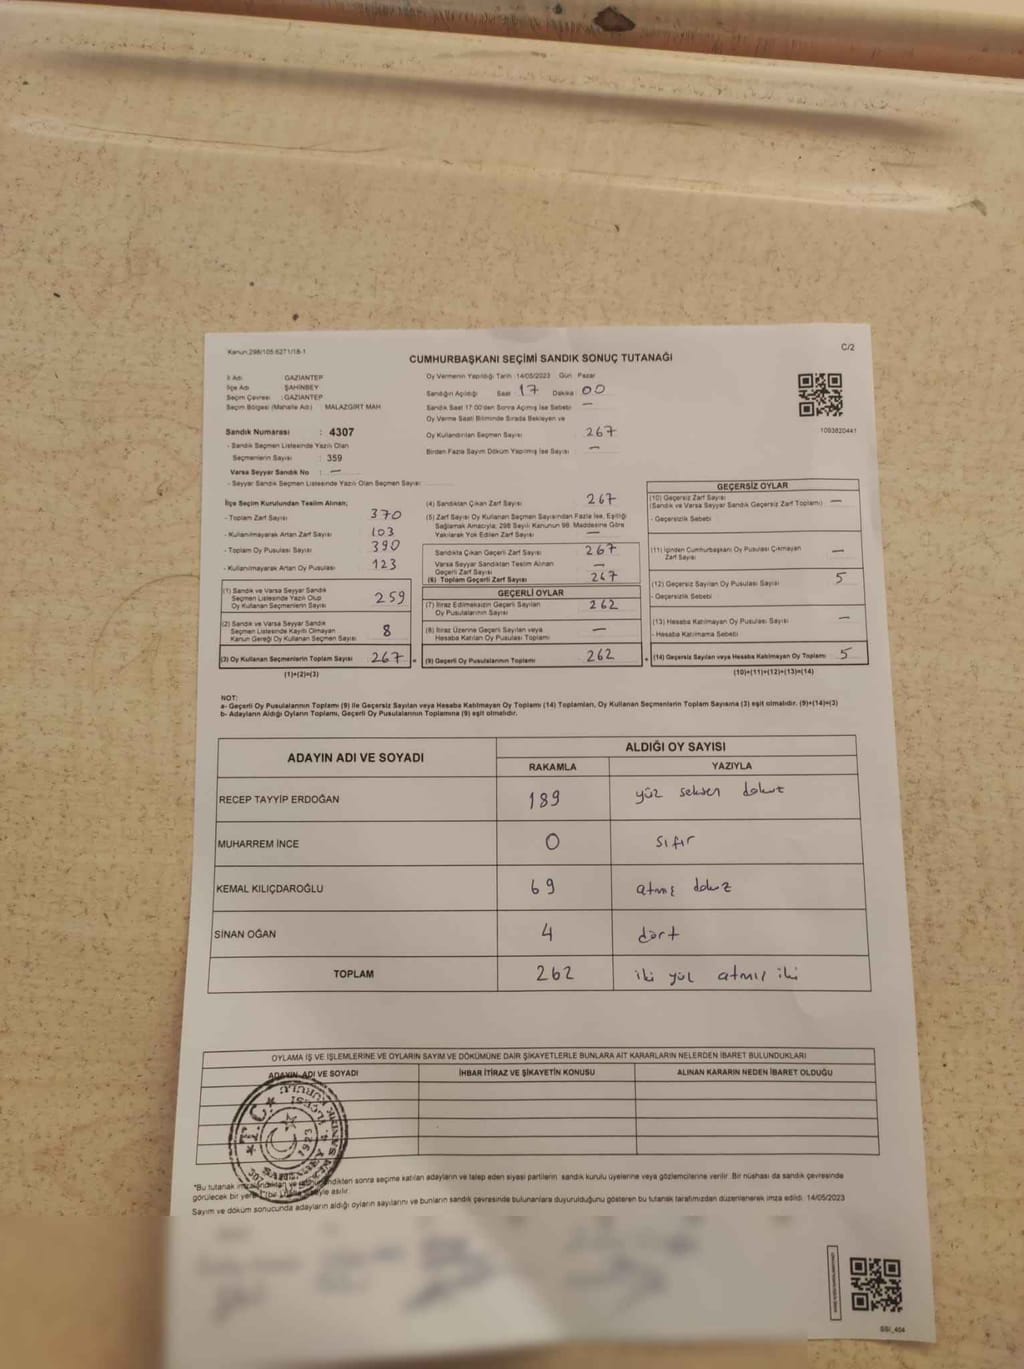 Kanun:298/105 6271/18-1
C/2
CUMHURBAŞKANI SEÇİMİ SANDIK SONUÇ TUTANAĞI
İl Adı GAZİANTEP
İlçe Adı ŞAHİNBEY
Seçim Çevresi : GAZİANTEP
Seçim Bölgesi (Mahalle Adı) MALAZGİRT MAH
Sandık Numarası : 4307
- Sandık Seçmen Listesinde Yazılı Olan
Seçmenlerin Sayısı : 359
Varsa Seyyar Sandık No : —
- Seyyar Sandık Seçmen Listesinde Yazılı Olan Seçmen Sayısı
Oy Vermenin Yapıldığı Tarih : 14/05/2023 Gün Pazar
Sandığın Açıldığı Saat 17 Dakika 00
Sandık Saat 17:00'den Sonra Açılmış İse Sebebi —
Oy Verme Saati Bitiminde Sırada Bekleyen ve
Oy Kullandırılan Seçmen Sayısı 267
Birden Fazla Sayım Döküm Yapılmış İse Sayısı —
1093820441
İlçe Seçim Kurulundan Teslim Alınan;
- Toplam Zarf Sayısı 370
- Kullanılmayarak Artan Zarf Sayısı 103
- Toplam Oy Pusulası Sayısı 390
- Kullanılmayarak Artan Oy Pusulası 123
(1) Sandık ve Varsa Seyyar Sandık
Seçmen Listesinde Yazılı Olup
Oy Kullanan Seçmenlerin Sayısı 259
(2) Sandık ve Varsa Seyyar Sandık
Seçmen Listesinde Kayıtlı Olmayan
Kanun Gereği Oy Kullanan Seçmen Sayısı 8
(3) Oy Kullanan Seçmenlerin Toplam Sayısı 267 =
(1)+(2)=(3)
(4) Sandıktan Çıkan Zarf Sayısı 267
(5) Zarf Sayısı Oy Kullanan Seçmen Sayısından Fazla İse, Eşitliği
Sağlamak Amacıyla; 298 Sayılı Kanunun 98. Maddesine Göre
Yakılarak Yok Edilen Zarf Sayısı —
Sandıkta Çıkan Geçerli Zarf Sayısı 267
Varsa Seyyar Sandıktan Teslim Alınan
Geçerli Zarf Sayısı —
(6) Toplam Geçerli Zarf Sayısı 267
GEÇERLİ OYLAR
(7) İtiraz Edilmeksizin Geçerli Sayılan
Oy Pusulalarının Sayısı 262
(8) İtiraz Üzerine Geçerli Sayılan veya
Hesaba Katılan Oy Pusulası Toplamı —
(9) Geçerli Oy Pusulalarının Toplamı 262 +
GEÇERSİZ OYLAR
(10) Geçersiz Zarf Sayısı
(Sandık ve Varsa Seyyar Sandık Geçersiz Zarf Toplamı) —
- Geçersizlik Sebebi
(11) İçinden Cumhurbaşkanı Oy Pusulası Çıkmayan
Zarf Sayısı —
(12) Geçersiz Sayılan Oy Pusulası Sayısı 5
- Geçersizlik Sebebi
(13) Hesaba Katılmayan Oy Pusulası Sayısı —
- Hesaba Katılmama Sebebi
(14) Geçersiz Sayılan veya Hesaba Katılmayan Oy Toplamı 5
(10)+(11)+(12)+(13)=(14)
NOT:
a- Geçerli Oy Pusulalarının Toplamı (9) ile Geçersiz Sayılan veya Hesaba Katılmayan Oy Toplamı (14) Toplamları, Oy Kullanan Seçmenlerin Toplam Sayısına (3) eşit olmalıdır. (9)+(14)=(3)
b- Adayların Aldığı Oyların Toplamı, Geçerli Oy Pusulalarının Toplamına (9) eşit olmalıdır.
ADAYIN ADI VE SOYADI ALDIĞI OY SAYISI
RAKAMLA YAZIYLA
RECEP TAYYİP ERDOĞAN 189 yüz seksen dokuz
MUHARREM İNCE 0 sıfır
KEMAL KILIÇDAROĞLU 69 atmış dokuz
SİNAN OĞAN 4 dört
TOPLAM 262 iki yüz atmış iki
OYLAMA İŞ VE İŞLEMLERİNE VE OYLARIN SAYIM VE DÖKÜMÜNE DAİR ŞİKAYETLERLE BUNLARA AİT KARARLARIN NELERDEN İBARET BULUNDUKLARI
ADAYIN ADI VE SOYADI İHBAR İTİRAZ VE ŞİKAYETİN KONUSU ALINAN KARARIN NEDEN İBARET OLDUĞU
T.C.
1923
*Bu tutanak sonra seçime katılan adayların ve talep eden siyasi partilerin sandık kurulu üyelerine veya gözlemcilerine verilir. Bir nüshası da sandık çevresinde
görülecek bir yere asılır.
Sayım ve döküm sonucunda adayların aldığı oyların sayılarını ve bunların sandık çevresinde bulunanlara duyurulduğunu gösteren bu tutanak tarafımızdan düzenlenerek imza edildi. 14/05/2023
SSI_404